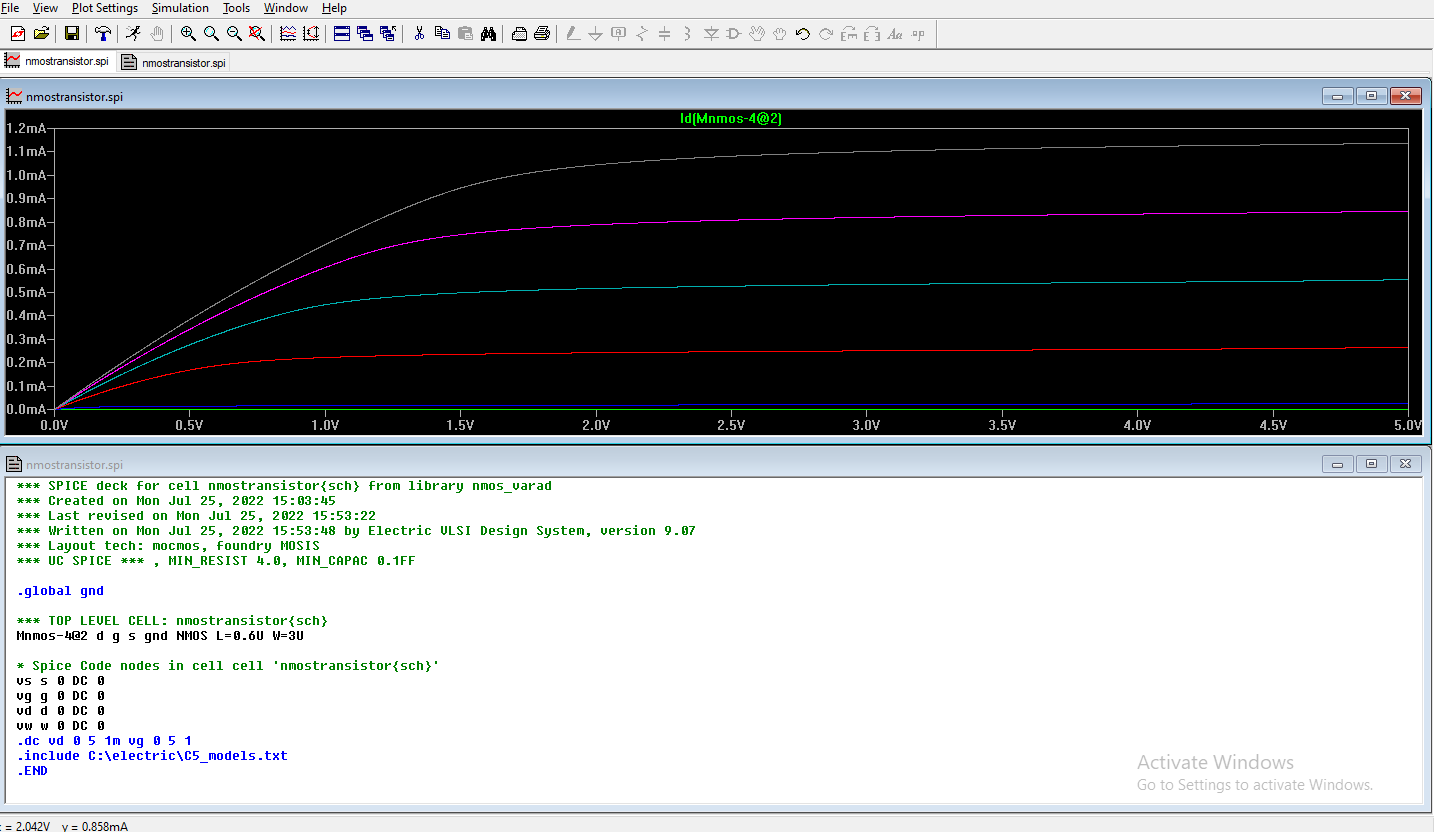 File View Plot Settings Simulation Tools Window Help
nmostransistor.spi nmostransistor.spi
nmostransistor.spi
Id(Mnmos-4@2)
1.2mA
1.1mA
1.0mA
0.9mA
0.8mA
0.7mA
0.6mA
0.5mA
0.4mA
0.3mA
0.2mA
0.1mA
0.0mA
0.0V 0.5V 1.0V 1.5V 2.0V 2.5V 3.0V 3.5V 4.0V 4.5V 5.0V
nmostransistor.spi
*** SPICE deck for cell nmostransistor{sch} from library nmos_varad
*** Created on Mon Jul 25, 2022 15:03:45
*** Last revised on Mon Jul 25, 2022 15:53:22
*** Written on Mon Jul 25, 2022 15:53:48 by Electric VLSI Design System, version 9.07
*** Layout tech: mocmos, foundry MOSIS
*** UC SPICE *** , MIN_RESIST 4.0, MIN_CAPAC 0.1FF
.global gnd
*** TOP LEVEL CELL: nmostransistor{sch}
Mnmos-4@2 d g s gnd NMOS L=0.6U W=3U
* Spice Code nodes in cell cell 'nmostransistor{sch}'
vs s 0 DC 0
vg g 0 DC 0
vd d 0 DC 0
vw w 0 DC 0
.dc vd 0 5 1m vg 0 5 1
.include C:\electric\C5_models.txt
.END
Activate Windows
Go to Settings to activate Windows.
= 2.042V y = 0.858mA